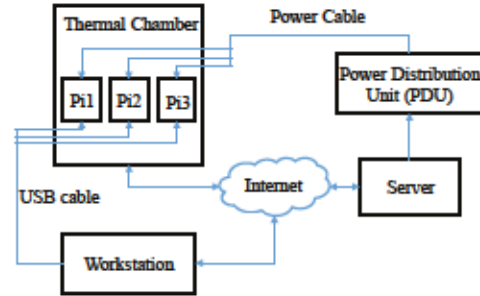 Power Cable
Thermal Chamber
Pi1
Pi2
Pi3
Power Distribution
Unit (PDU)
Internet
Server
USB cable
Workstation